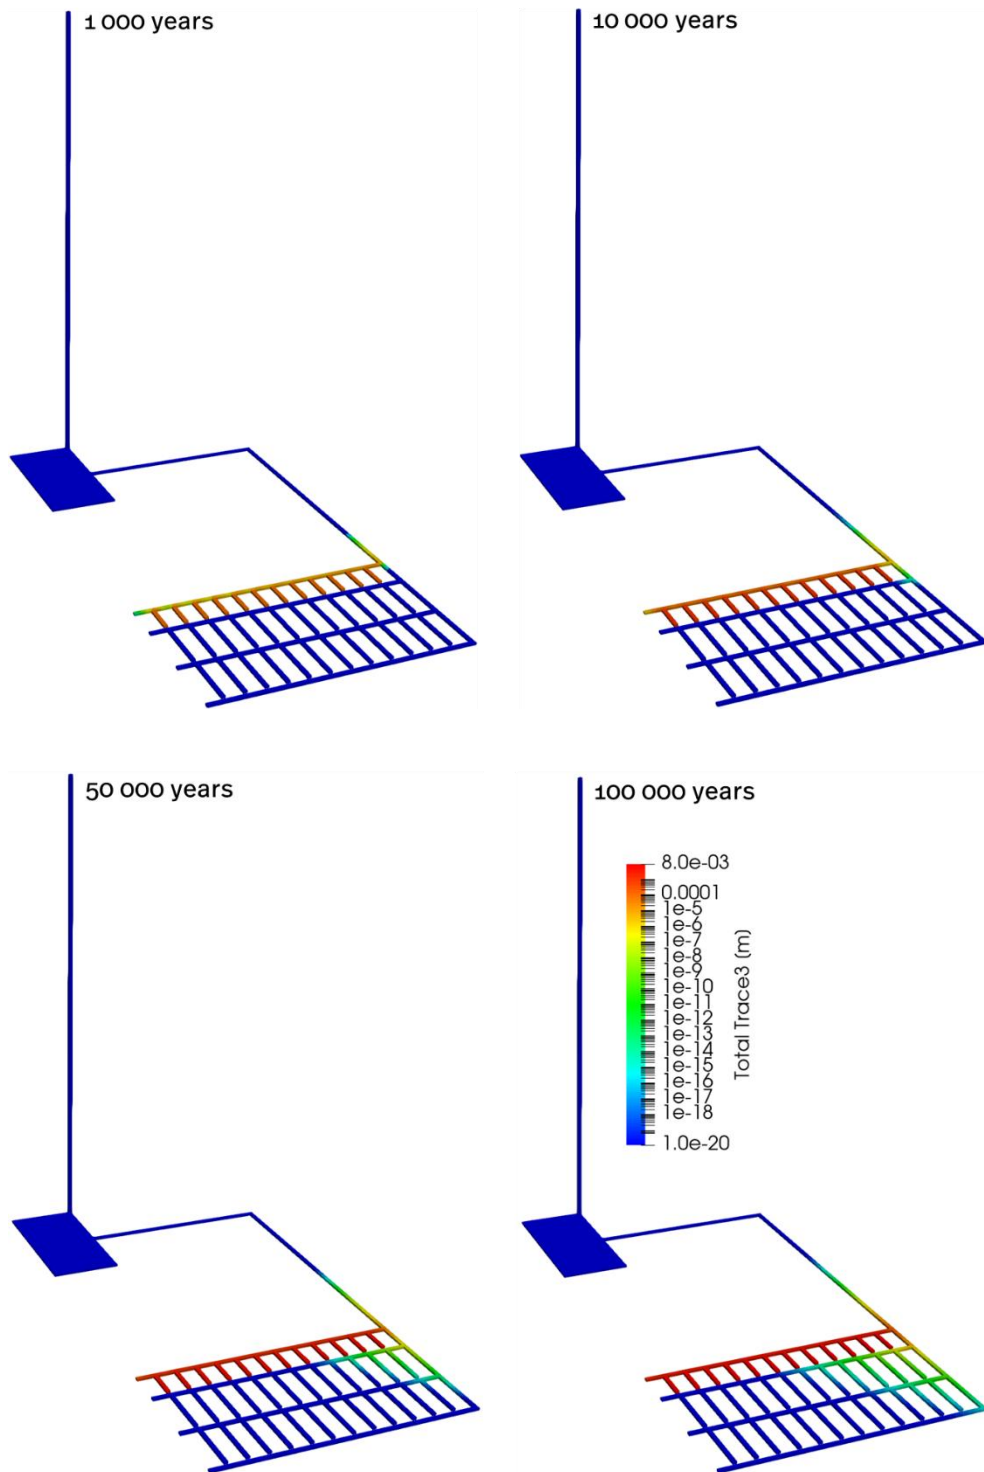 1 000 years
10 000 years
50 000 years
100 000 years
8.0e-03
0.0001
1e-5
1e-6
1e-7
1e-8
1e-9
1e-10
1e-11
1e-12
1e-13
1e-14
1e-15
1e-16
1e-17
1e-18
1.0e-20
Total Trace3 (m)